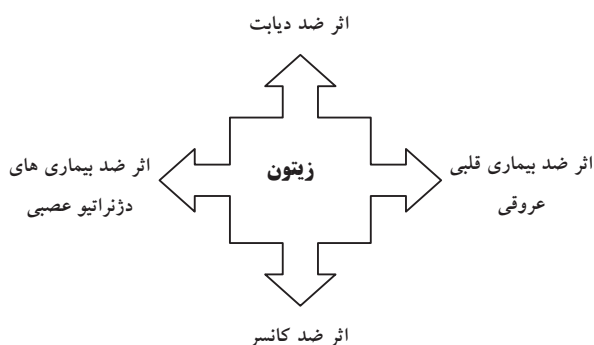 اثر ضد دیابت
اثر ضد بیماری قلبی
عروقی
زیتون
اثر ضد بیماری های
دژنراتیو عصبی
اثر ضد کانسر